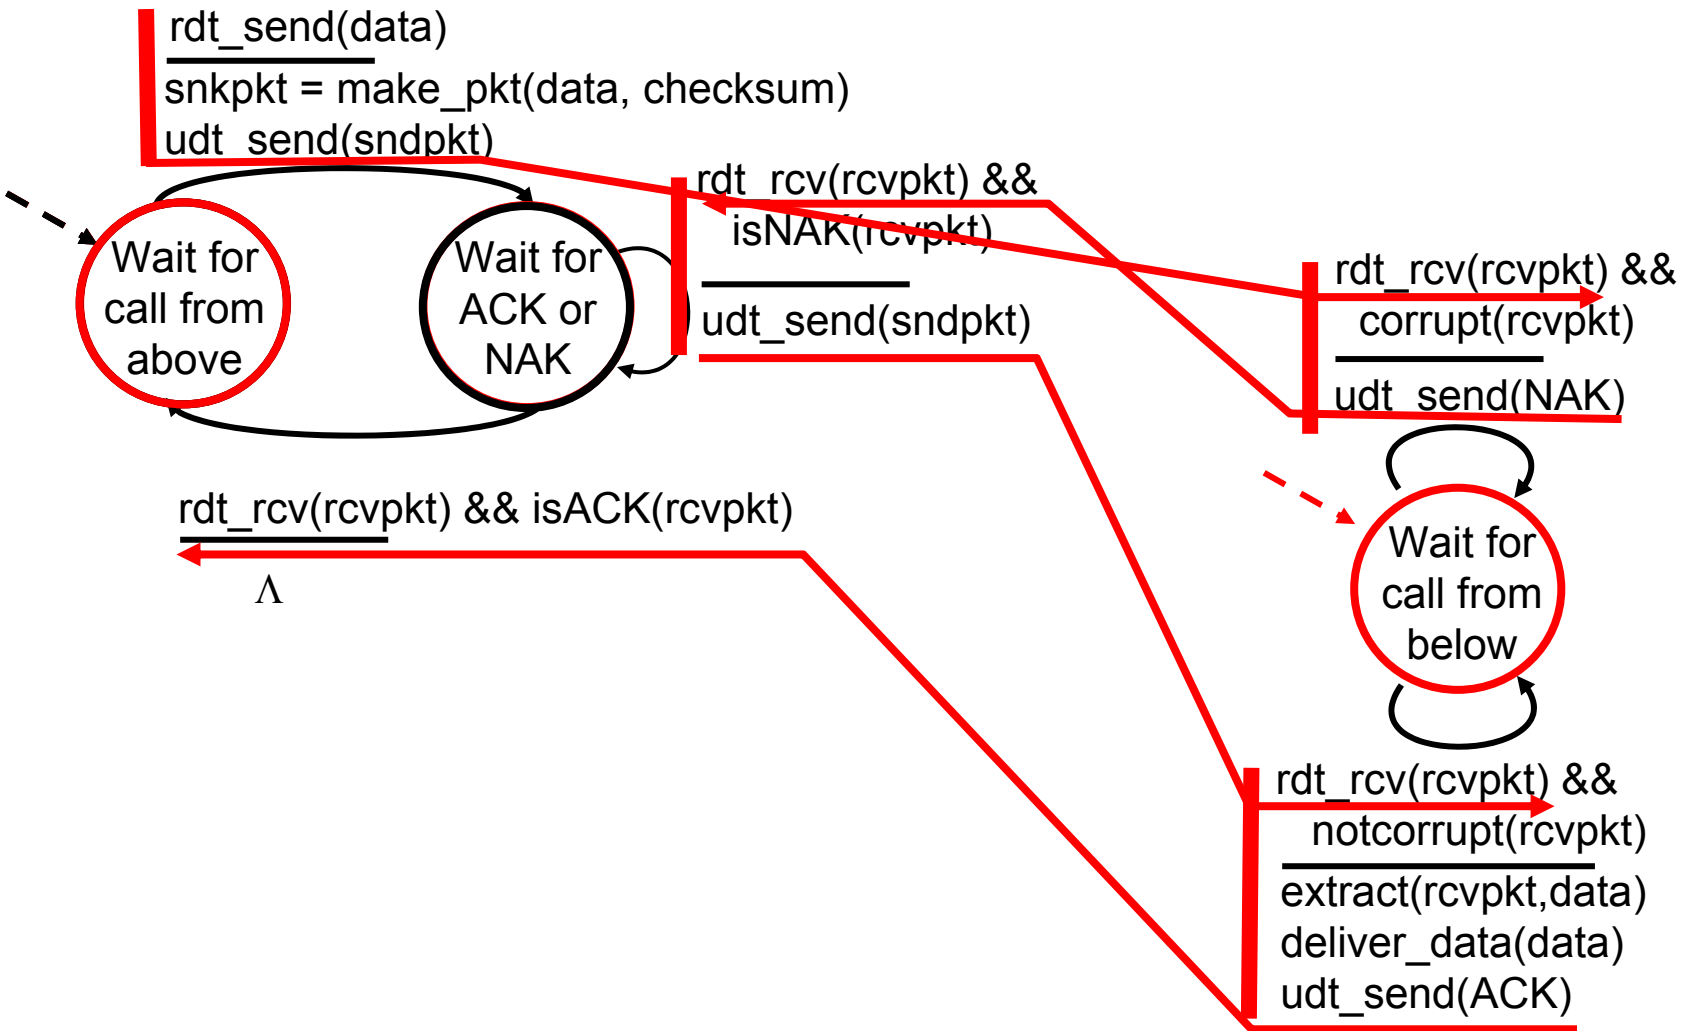 rdt_send(data)
snkpkt = make_pkt(data, checksum)
udt_send(sndpkt)
Wait for
call from
above
Wait for
ACK or
NAK
rdt_rcv(rcvpkt) &&
isNAK(rcvpkt)
udt_send(sndpkt)
rdt_rcv(rcvpkt) && isACK(rcvpkt)
Λ
rdt_rcv(rcvpkt) &&
corrupt(rcvpkt)
udt_send(NAK)
Wait for
call from
below
rdt_rcv(rcvpkt) &&
notcorrupt(rcvpkt)
extract(rcvpkt,data)
deliver_data(data)
udt_send(ACK)